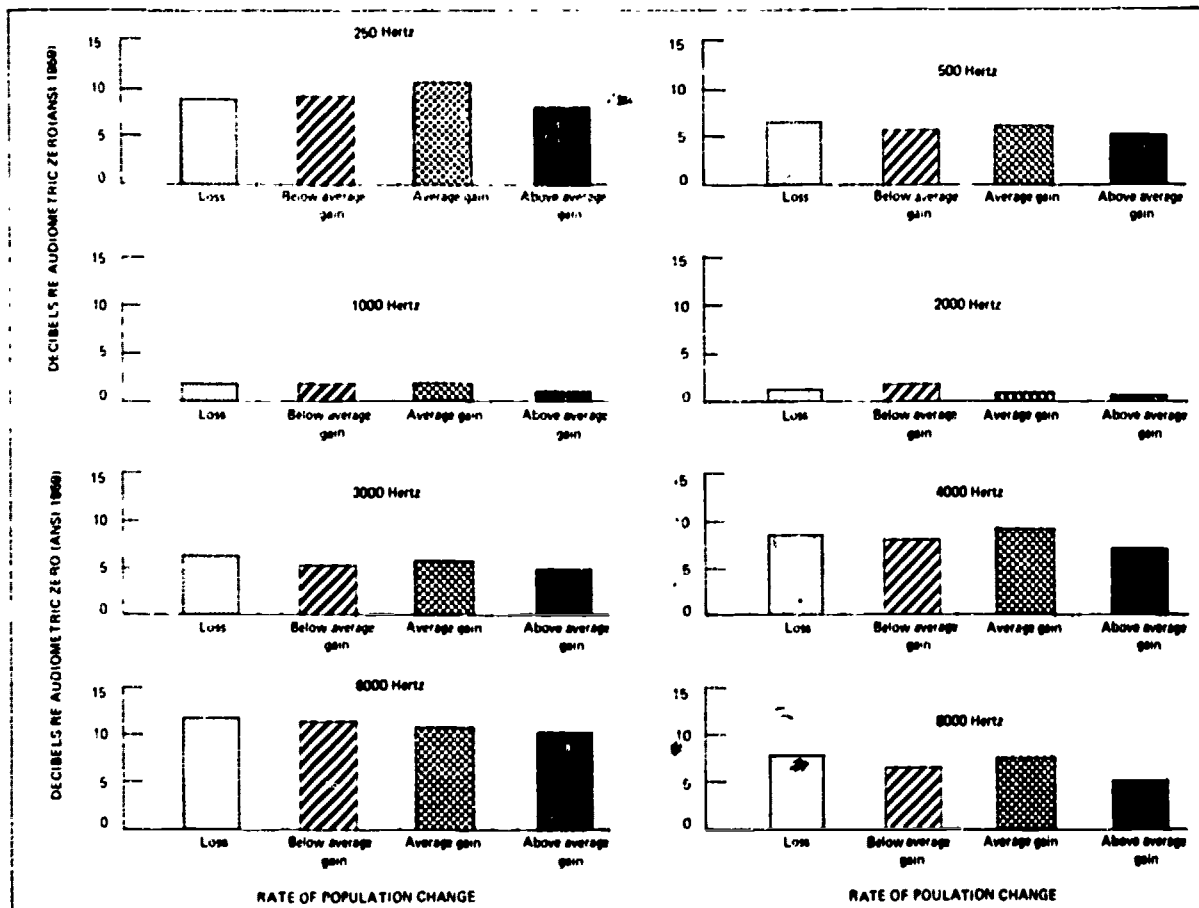 DECIBELS RE AUDIOMETRIC ZERO (ANSI 1969)
250 Hertz
15
10
5
0
Loss
Below average gain
Average gain
Above average gain
500 Hertz
15
10
5
0
Loss
Below average gain
Average gain
Above average gain
1000 Hertz
15
10
5
0
Loss
Below average gain
Average gain
Above average gain
2000 Hertz
15
10
5
0
Loss
Below average gain
Average gain
Above average gain
DECIBELS RE AUDIOMETRIC ZERO (ANSI 1969)
3000 Hertz
15
10
5
0
Loss
Below average gain
Average gain
Above average gain
4000 Hertz
15
10
5
0
Loss
Below average gain
Average gain
Above average gain
6000 Hertz
15
10
5
0
Loss
Below average gain
Average gain
Above average gain
8000 Hertz
15
10
5
0
Loss
Below average gain
Average gain
Above average gain
RATE OF POPULATION CHANGE
RATE OF POULATION CHANGE